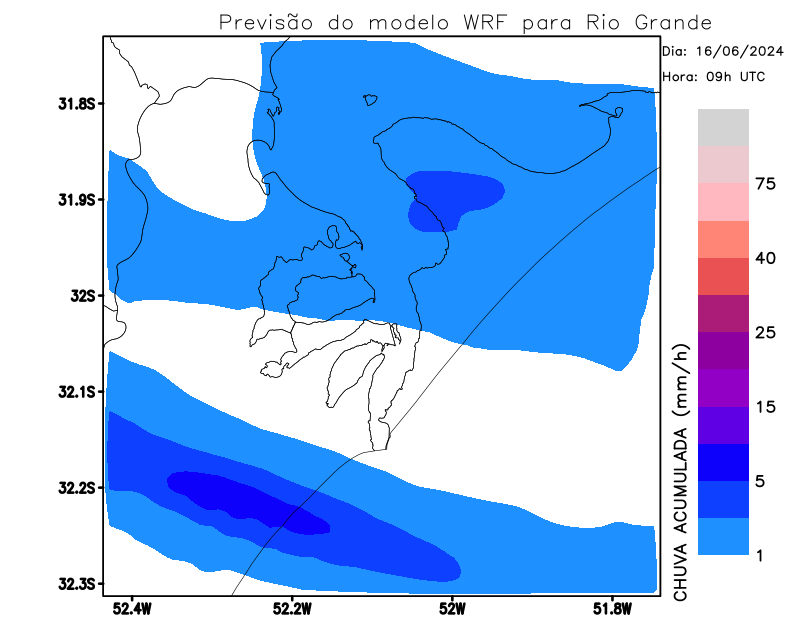 Previsão do modelo WRF para Rio Grande
Dia: 16/06/2024
Hora: 09h UTC
31.8S
31.9S
32S
32.1S
32.2S
32.3S
52.4W
52.2W
52W
51.8W
75
40
25
15
5
1
CHUVA ACUMULADA (mm/h)